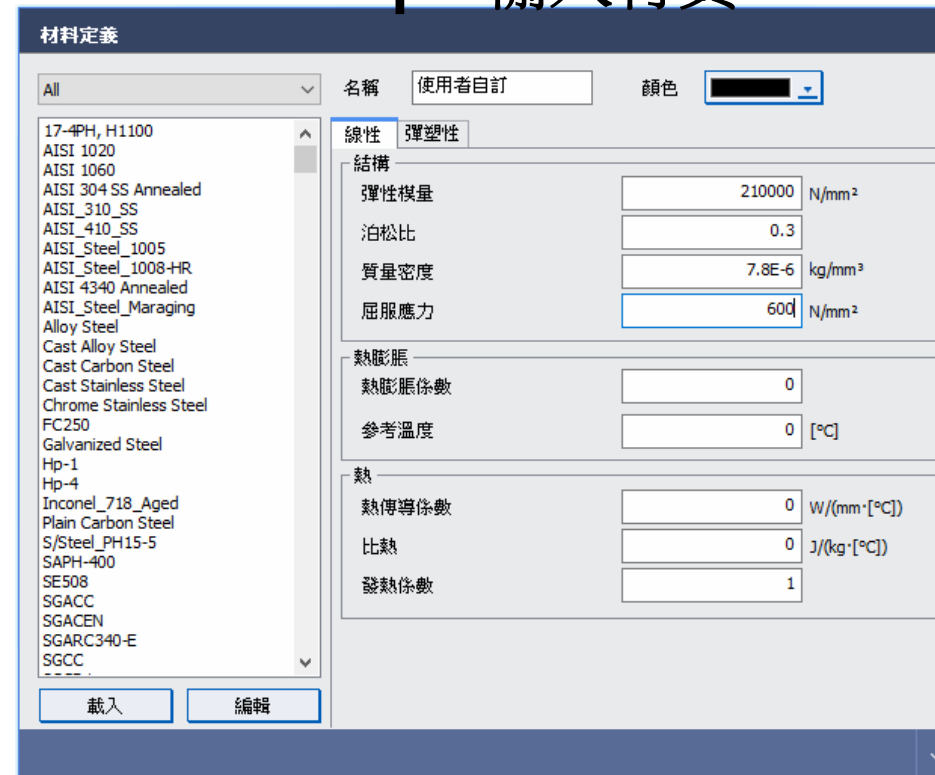 材料定義
All
名稱 使用者自訂 顏色
17-4PH, H1100
AISI 1020
AISI 1060
AISI 304 SS Annealed
AISI_310_SS
AISI_410_SS
AISI_Steel_1005
AISI_Steel_1008-HR
AISI 4340 Annealed
AISI_Steel_Maraging
Alloy Steel
Cast Alloy Steel
Cast Carbon Steel
Cast Stainless Steel
Chrome Stainless Steel
FC250
Galvanized Steel
Hp-1
Hp-4
Inconel_718_Aged
Plain Carbon Steel
S/Steel_PH15-5
SAPH-400
SE508
SGACC
SGACEN
SGARC340-E
SGCC
載入 編輯
線性 彈塑性
結構
彈性模量 210000 N/mm²
泊松比 0.3
質量密度 7.8E-6 kg/mm³
屈服應力 600 N/mm²
熱膨脹
熱膨脹係數 0
參考溫度 0 [°C]
熱
熱傳導係數 0 W/(mm·[°C])
比熱 0 J/(kg·[°C])
發熱係數 1